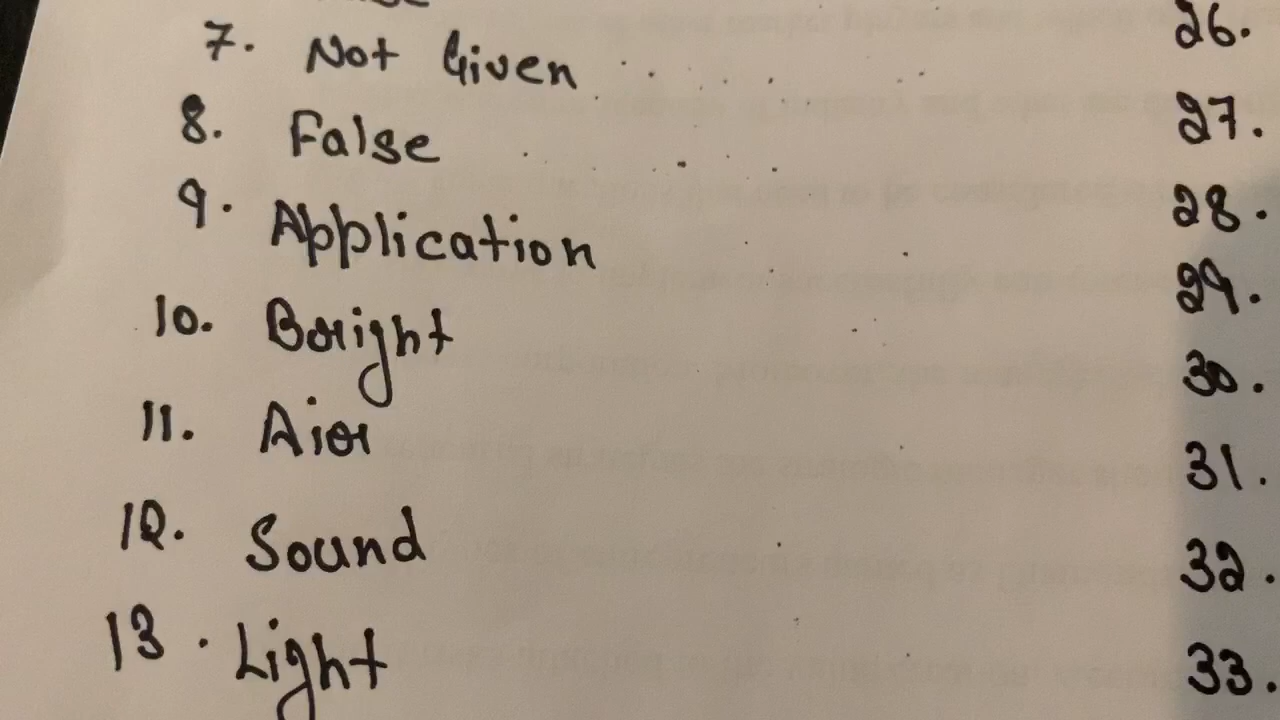 7. Not Given
8. False
9. Application
10. Bright
11. Air
12. Sound
13. Light
26.
27.
28.
29.
30.
31.
32.
33.